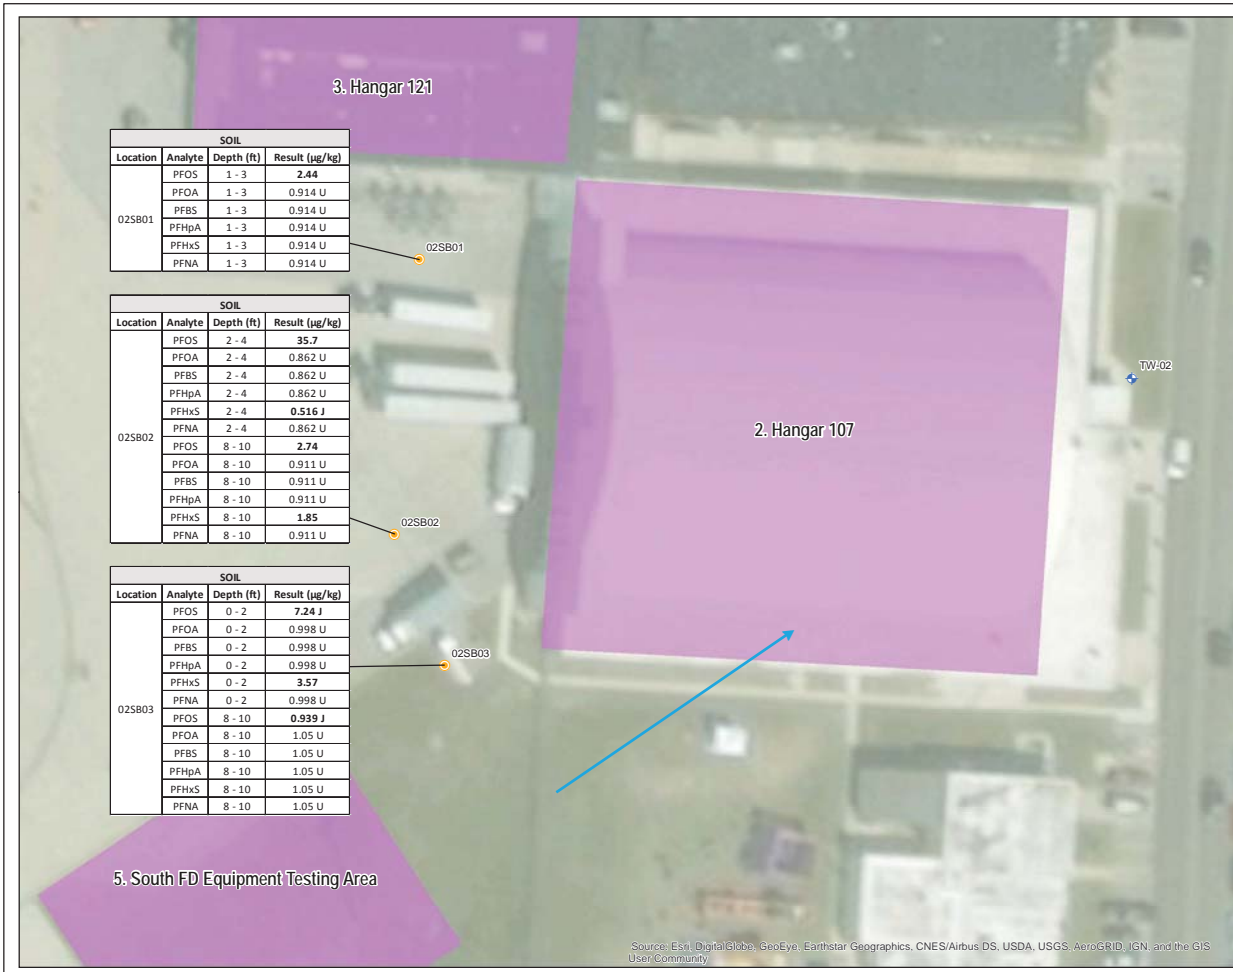 3. Hangar 121
SOIL
Location Analyte Depth (ft) Result (µg/kg)
02SB01
PFOS 1 - 3 2.44
PFOA 1 - 3 0.914 U
PFBS 1 - 3 0.914 U
PFHpA 1 - 3 0.914 U
PFHxS 1 - 3 0.914 U
PFNA 1 - 3 0.914 U
02SB01
SOIL
Location Analyte Depth (ft) Result (µg/kg)
02SB02
PFOS 2 - 4 35.7
PFOA 2 - 4 0.862 U
PFBS 2 - 4 0.862 U
PFHpA 2 - 4 0.862 U
PFHxS 2 - 4 0.516 J
PFNA 2 - 4 0.862 U
PFOS 8 - 10 2.74
PFOA 8 - 10 0.911 U
PFBS 8 - 10 0.911 U
PFHpA 8 - 10 0.911 U
PFHxS 8 - 10 1.85
PFNA 8 - 10 0.911 U
02SB02
TW-02
2. Hangar 107
SOIL
Location Analyte Depth (ft) Result (µg/kg)
02SB03
PFOS 0 - 2 7.24 J
PFOA 0 - 2 0.998 U
PFBS 0 - 2 0.998 U
PFHpA 0 - 2 0.998 U
PFHxS 0 - 2 3.57
PFNA 0 - 2 0.998 U
PFOS 8 - 10 0.939 J
PFOA 8 - 10 1.05 U
PFBS 8 - 10 1.05 U
PFHpA 8 - 10 1.05 U
PFHxS 8 - 10 1.05 U
PFNA 8 - 10 1.05 U
02SB03
5. South FD Equipment Testing Area
Source: Esri, DigitalGlobe, GeoEye, Earthstar Geographics, CNES/Airbus DS, USDA, USGS, AeroGRID, IGN, and the GIS
User Community